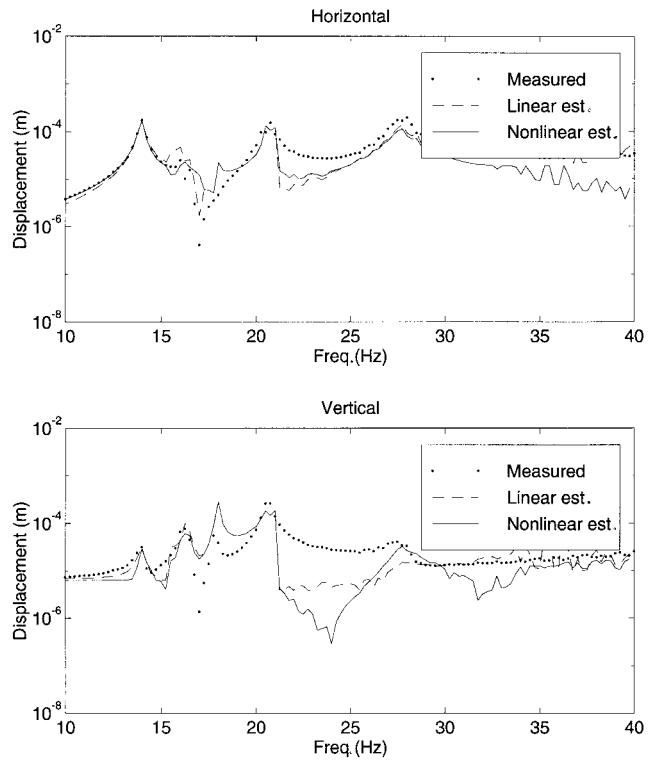 Horizontal
10-2
10-4
10-6
10-8
Displacement (m)
Measured
Linear est.
Nonlinear est.
10 15 20 25 30 35 40
Freq.(Hz)
Vertical
10-2
10-4
10-6
10-8
Displacement (m)
Measured
Linear est.
Nonlinear est.
10 15 20 25 30 35 40
Freq.(Hz)